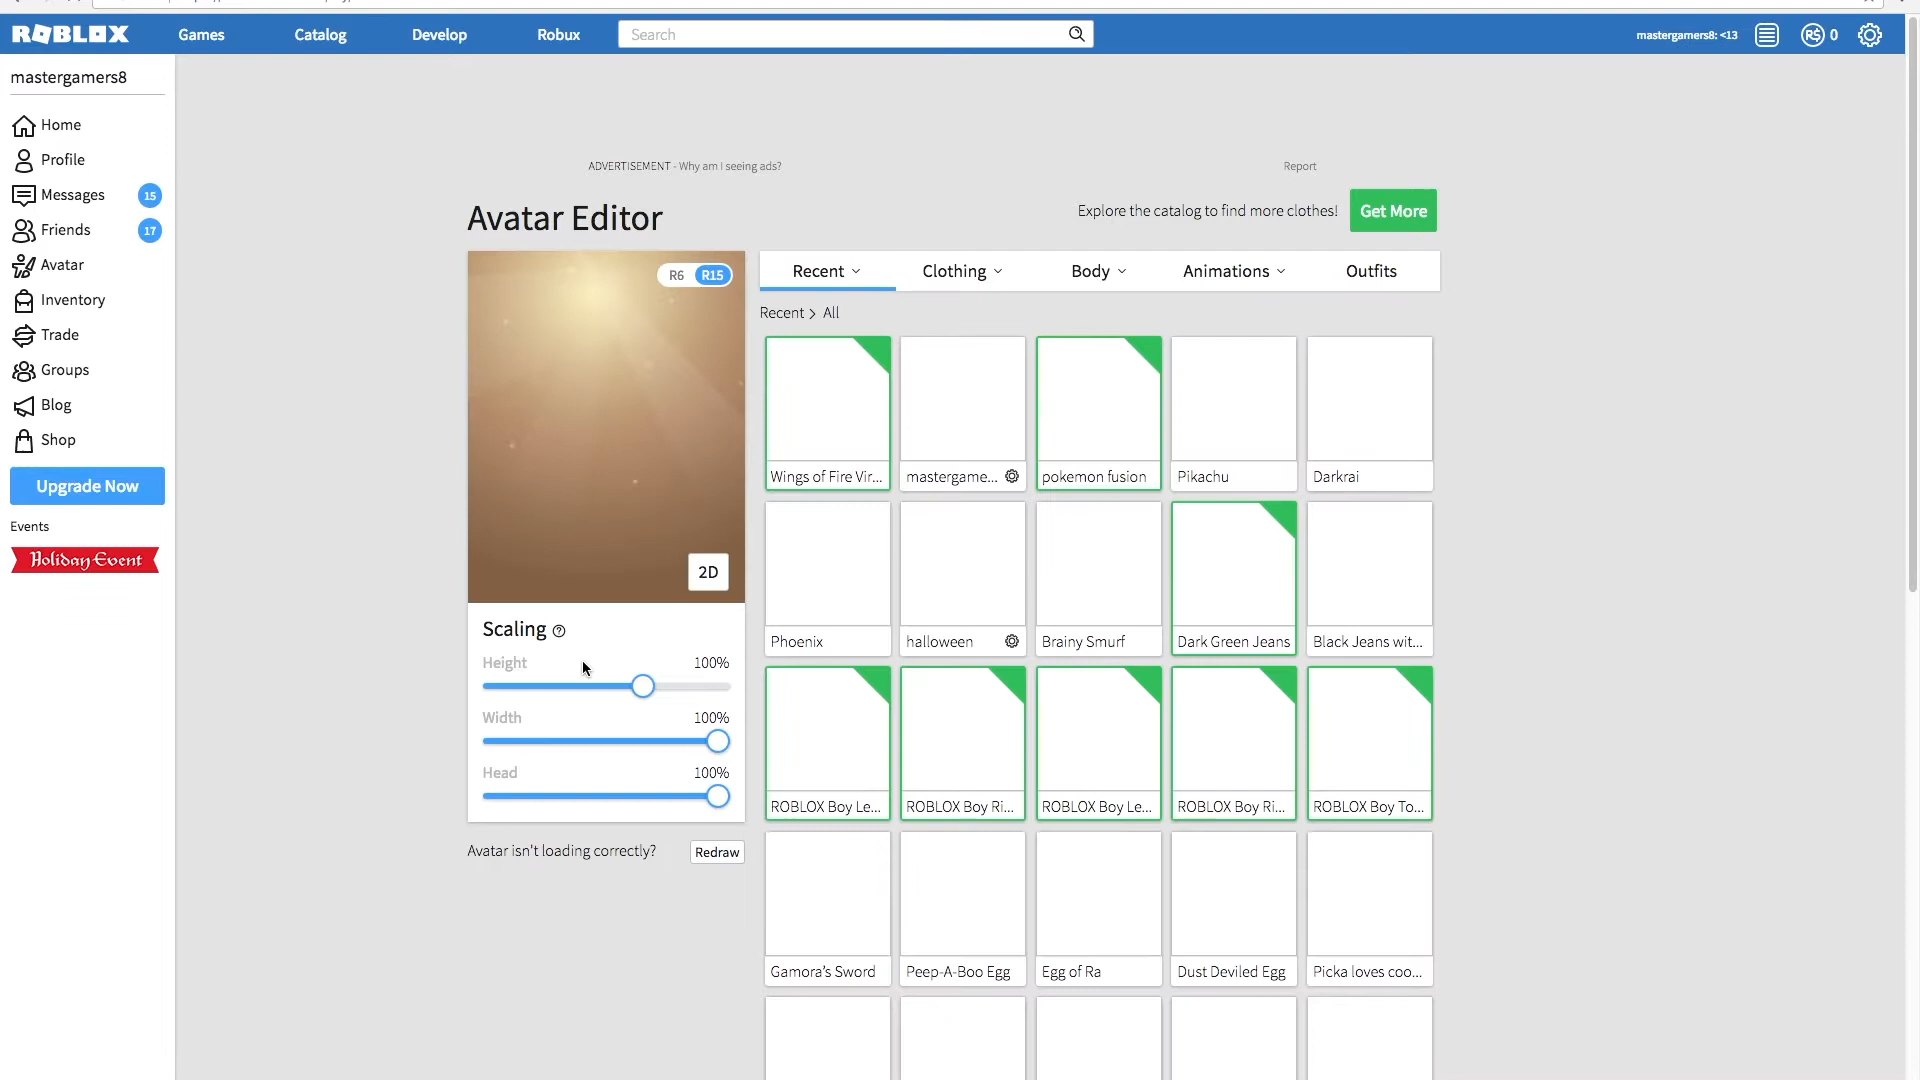 ROBLOX Games Catalog Develop Robux Search mastergamers8: <13 R$ 0
mastergamers8
Home
Profile
Messages 15
Friends 17
Avatar
Inventory
Trade
Groups
Blog
Shop
Upgrade Now
Events
Holiday Event
ADVERTISEMENT - Why am I seeing ads? Report
Avatar Editor
Explore the catalog to find more clothes! Get More
R6 R15
2D
Scaling ?
Height 100%
Width 100%
Head 100%
Avatar isn't loading correctly? Redraw
Recent Clothing Body Animations Outfits
Recent > All
Wings of Fire Vir... mastergame... pokemon fusion Pikachu Darkrai
Phoenix halloween Brainy Smurf Dark Green Jeans Black Jeans wit...
ROBLOX Boy Le... ROBLOX Boy Ri... ROBLOX Boy Le... ROBLOX Boy Ri... ROBLOX Boy To...
Gamora's Sword Peep-A-Boo Egg Egg of Ra Dust Deviled Egg Picka loves coo...